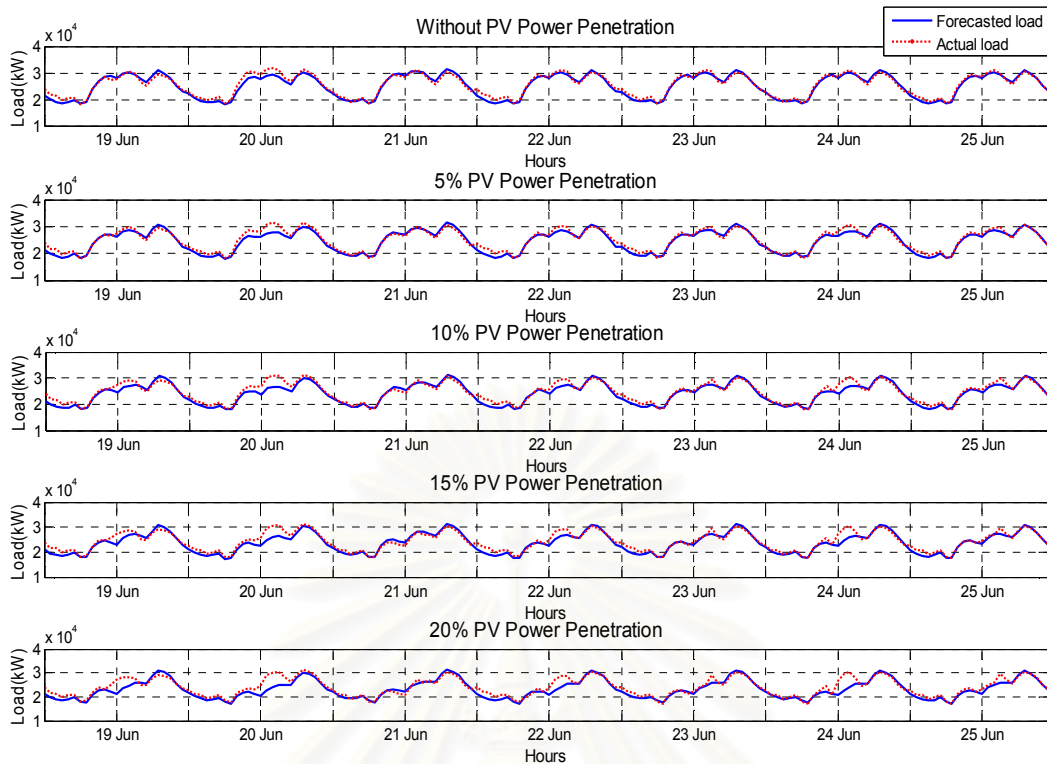 Without PV Power Penetration
Forecasted load
Actual load
x 10^4
Load(kW)
4
3
2
1
19 Jun 20 Jun 21 Jun 22 Jun 23 Jun 24 Jun 25 Jun
Hours
5% PV Power Penetration
x 10^4
Load(kW)
4
3
2
1
19 Jun 20 Jun 21 Jun 22 Jun 23 Jun 24 Jun 25 Jun
Hours
10% PV Power Penetration
x 10^4
Load(kW)
4
3
2
1
19 Jun 20 Jun 21 Jun 22 Jun 23 Jun 24 Jun 25 Jun
Hours
15% PV Power Penetration
x 10^4
Load(kW)
4
3
2
1
19 Jun 20 Jun 21 Jun 22 Jun 23 Jun 24 Jun 25 Jun
Hours
20% PV Power Penetration
x 10^4
Load(kW)
4
3
2
1
19 Jun 20 Jun 21 Jun 22 Jun 23 Jun 24 Jun 25 Jun
Hours